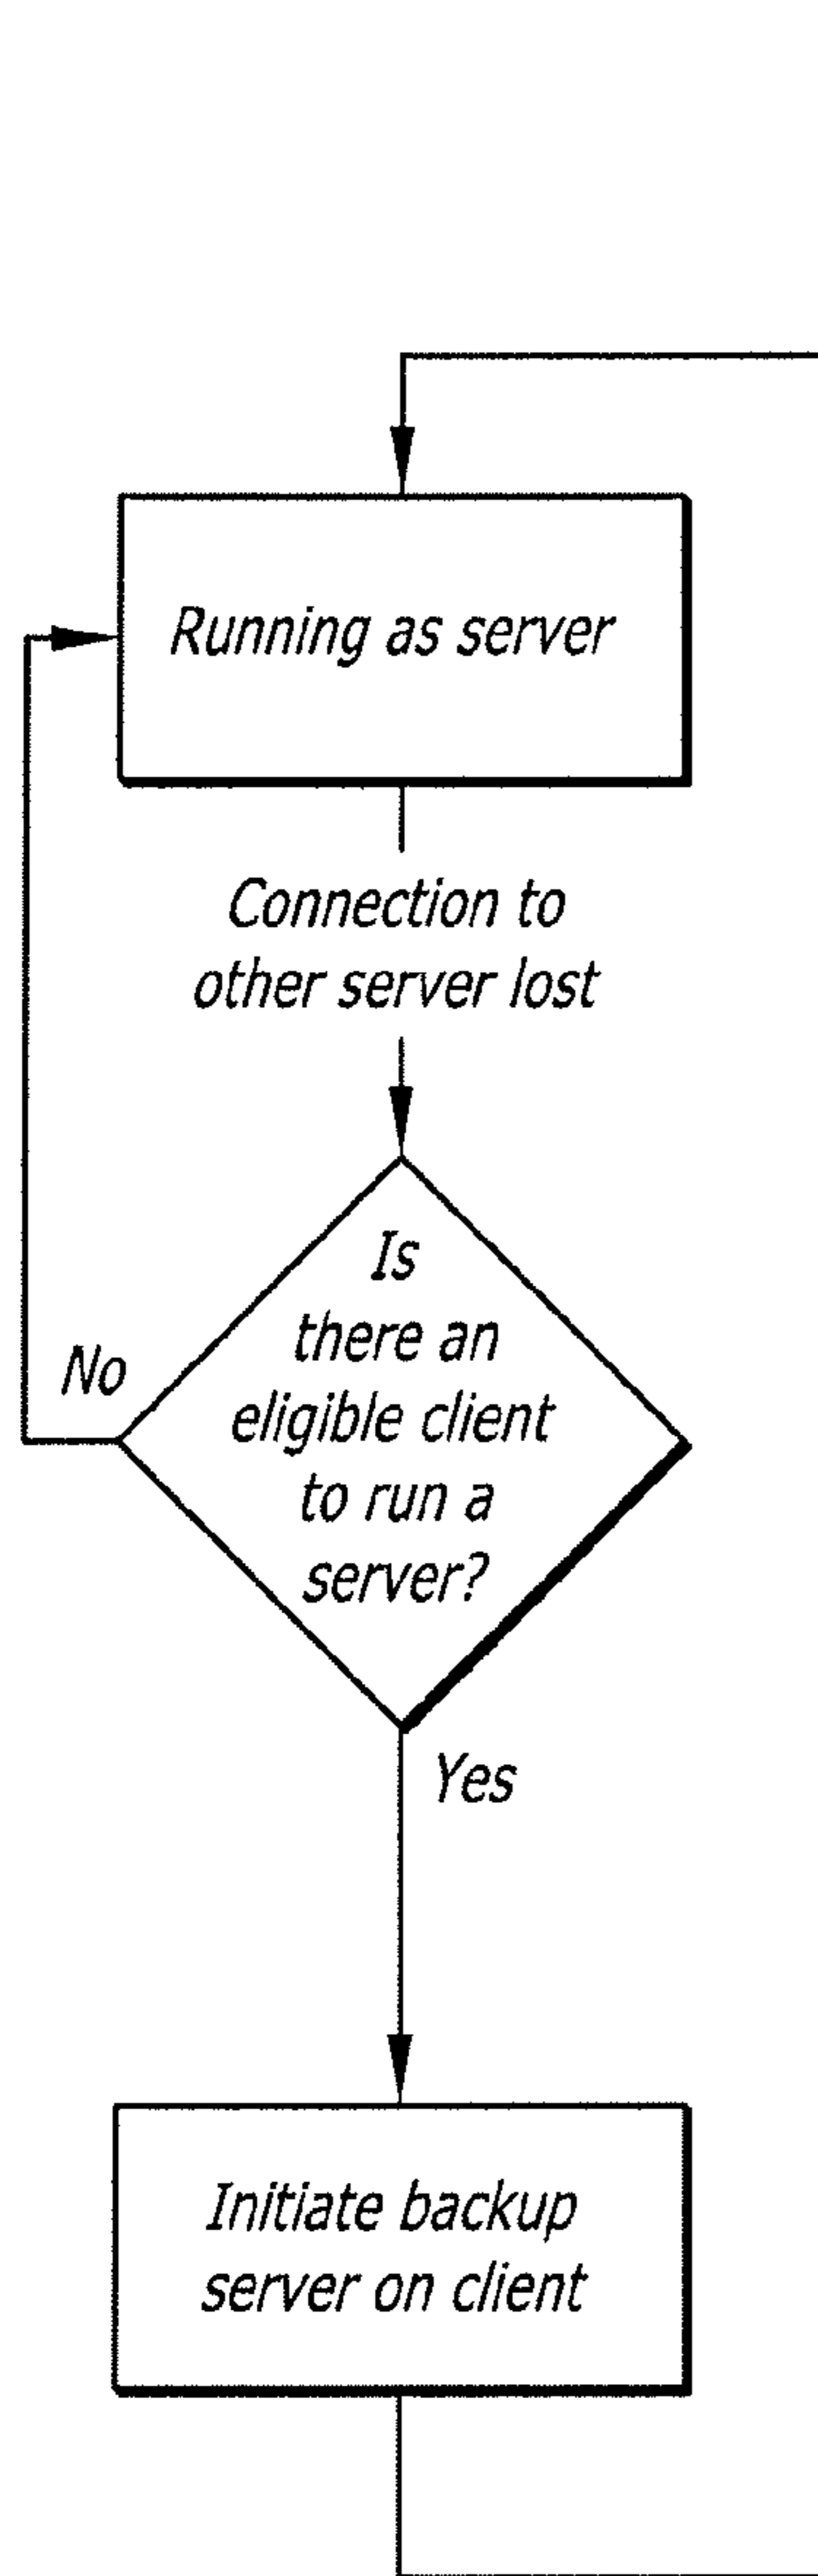 Running as server
Connection to
other server lost
Is
there an
eligible client
to run a
server?
No
Yes
Initiate backup
server on client